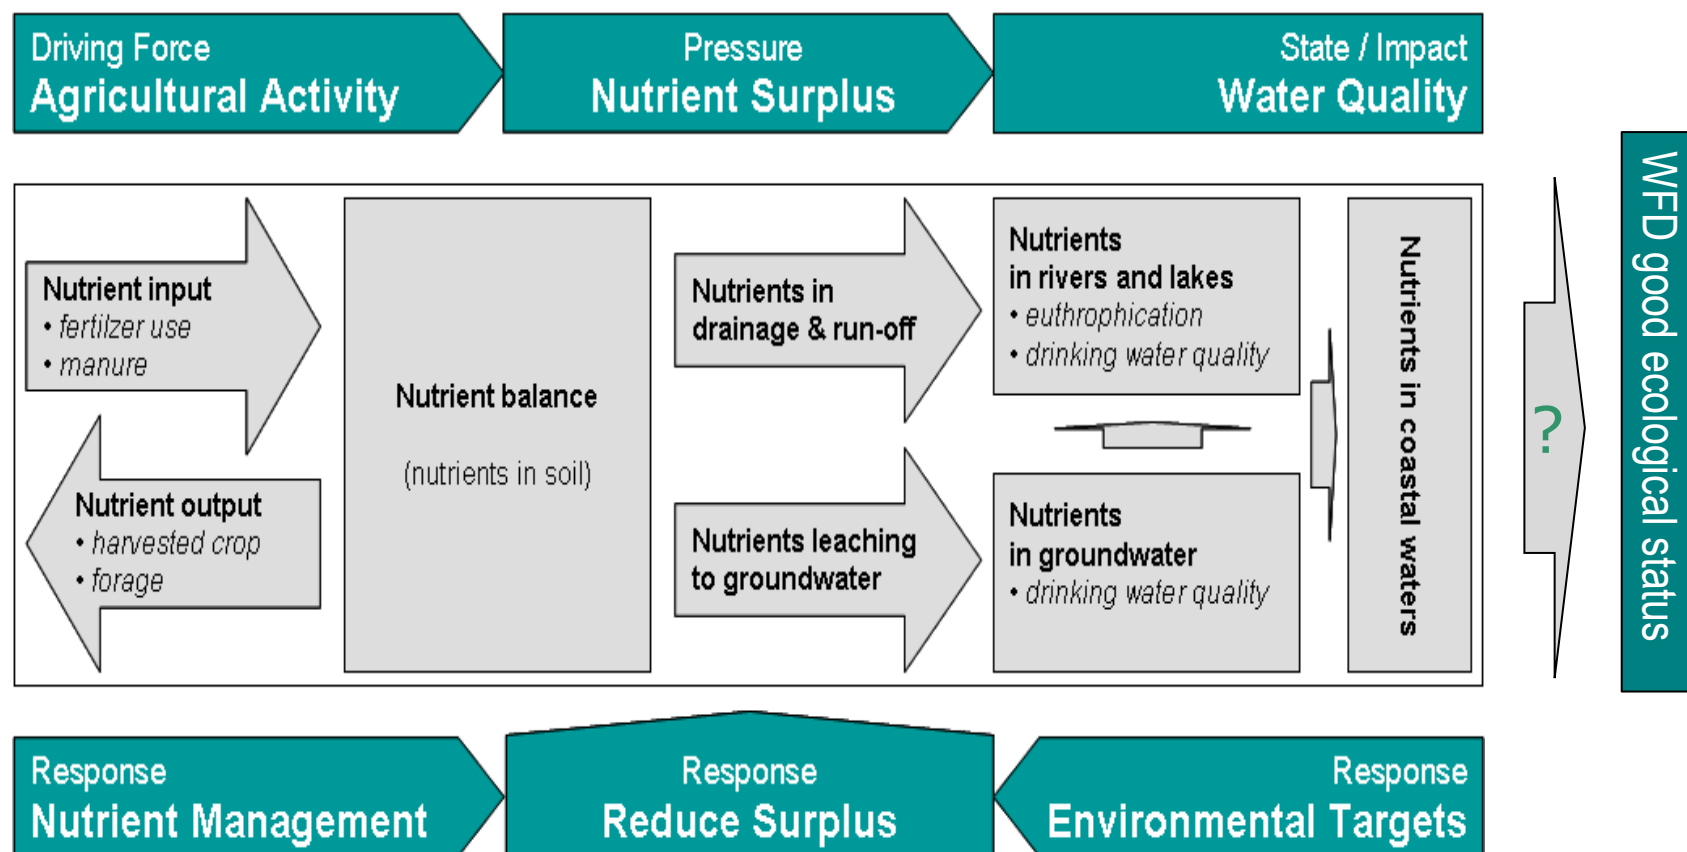 Driving Force
Agricultural Activity
Pressure
Nutrient Surplus
State / Impact
Water Quality
Nutrient input
• fertilzer use
• manure
Nutrient output
• harvested crop
• forage
Nutrient balance
(nutrients in soil)
Nutrients in
drainage & run-off
Nutrients leaching
to groundwater
Nutrients
in rivers and lakes
• euthrophication
• drinking water quality
Nutrients
in groundwater
• drinking water quality
Nutrients in coastal waters
?
WFD good ecological status
Response
Nutrient Management
Response
Reduce Surplus
Response
Environmental Targets